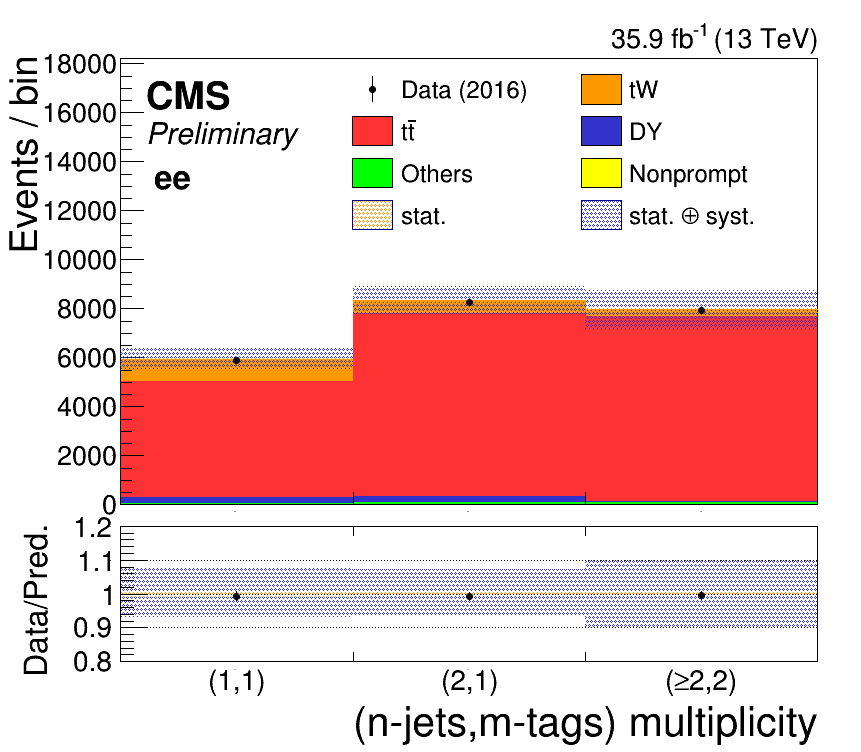 35.9 fb⁻¹ (13 TeV)
CMS
Preliminary
ee
Data (2016)
tW
tt̄
DY
Others
Nonprompt
stat.
stat. ⊕ syst.
Events / bin
18000
16000
14000
12000
10000
8000
6000
4000
2000
0
Data/Pred.
1.2
1.1
1
0.9
0.8
(1,1)
(2,1)
(≥2,2)
(n-jets,m-tags) multiplicity